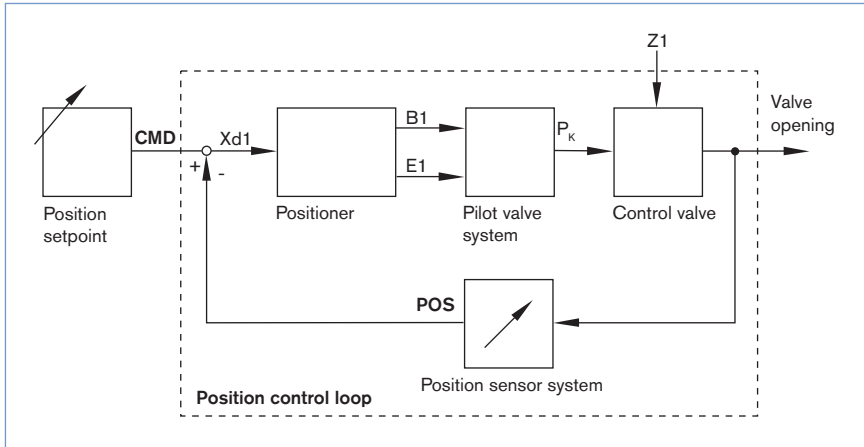 Z1
Valve
opening
CMD
Xd1
B1
E1
P_K
+
-
Position
setpoint
Positioner
Pilot valve
system
Control valve
POS
Position sensor system
Position control loop